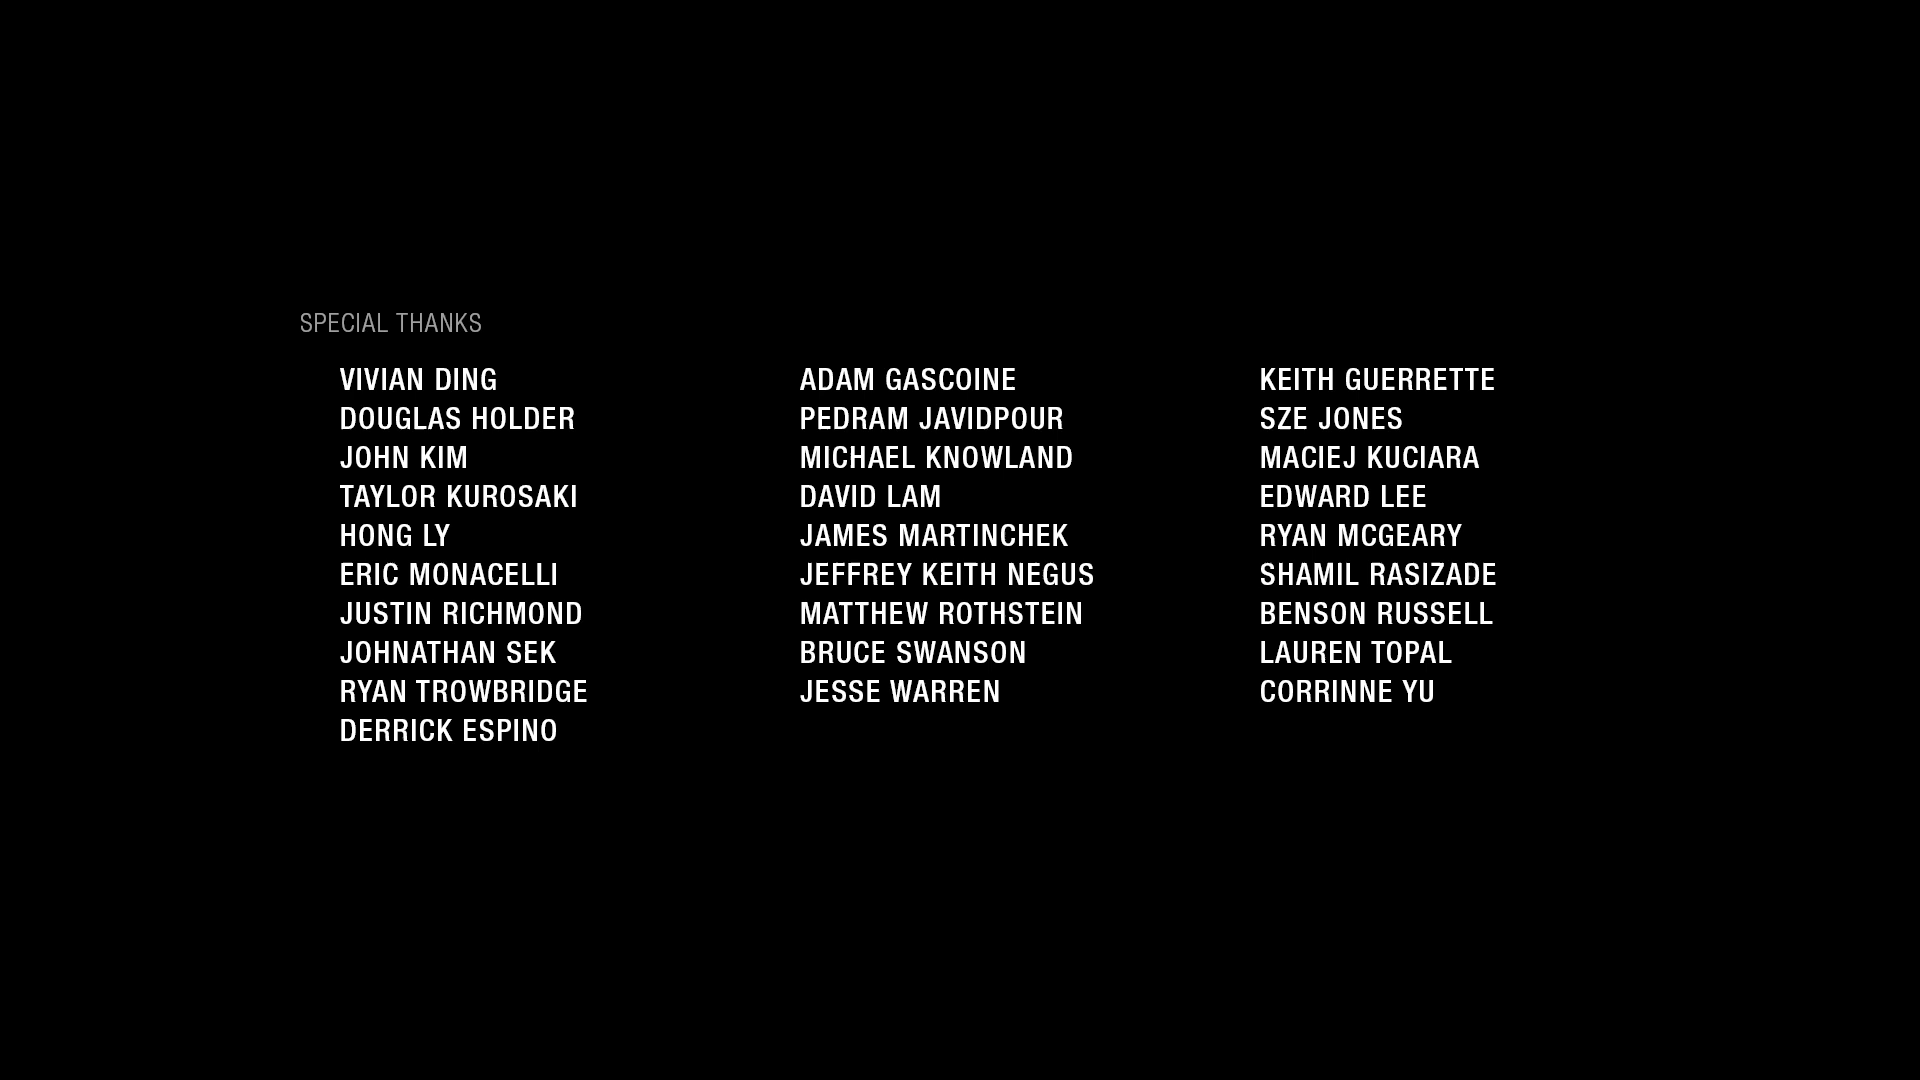 SPECIAL THANKS
VIVIAN DING
DOUGLAS HOLDER
JOHN KIM
TAYLOR KUROSAKI
HONG LY
ERIC MONACELLI
JUSTIN RICHMOND
JOHNATHAN SEK
RYAN TROWBRIDGE
DERRICK ESPINO
ADAM GASCOINE
PEDRAM JAVIDPOUR
MICHAEL KNOWLAND
DAVID LAM
JAMES MARTINCHEK
JEFFREY KEITH NEGUS
MATTHEW ROTHSTEIN
BRUCE SWANSON
JESSE WARREN
KEITH GUERRETTE
SZE JONES
MACIEJ KUCIARA
EDWARD LEE
RYAN MCGEARY
SHAMIL RASIZADE
BENSON RUSSELL
LAUREN TOPAL
CORRINNE YU